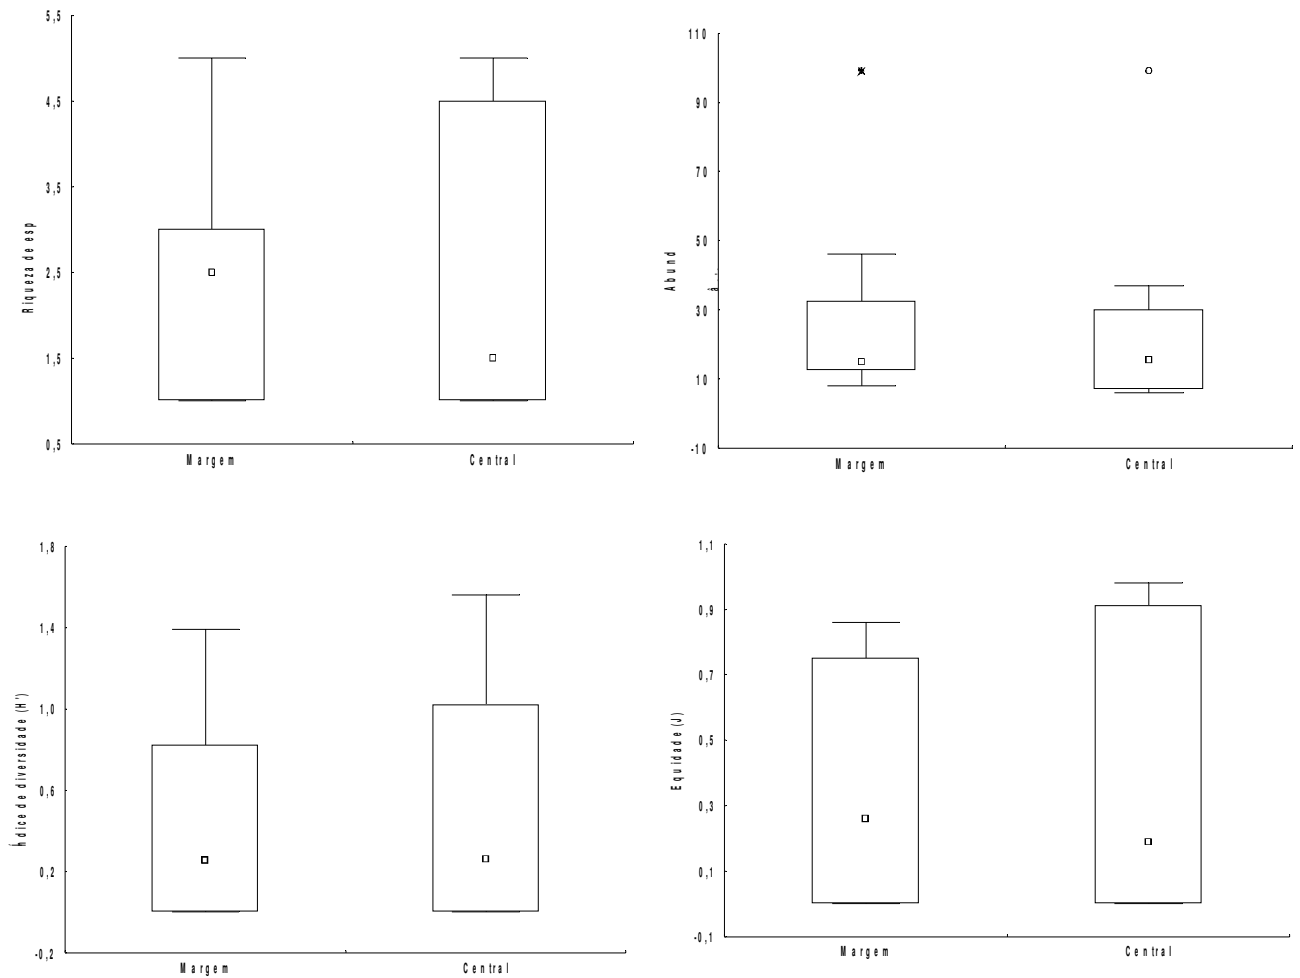 5,5
4,5
3,5
2,5
1,5
0,5
Riqueza de esp
Margem Central
110
90
70
50
30
10
-10
Abund
â
Margem Central
1,8
1,4
1,0
0,6
0,2
-0,2
Índice de diversidade (H')
Margem Central
1,1
0,9
0,7
0,5
0,3
0,1
-0,1
Equidade (J)
Margem Central